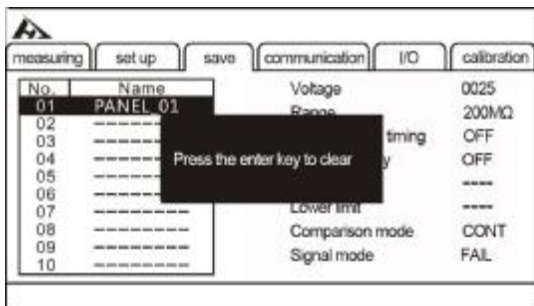 measuring set up save communication I/O calibration
No. Name Voltage 0025
01 PANEL_01 Range 200MΩ
02 -------- timing OFF
03 --------
04 -------- Press the enter key to clear y OFF
05 --------
06 -------- ----
07 --------- Lower limit ----
08 --------- Comparison mode CONT
09 --------- Signal mode FAIL
10 ---------